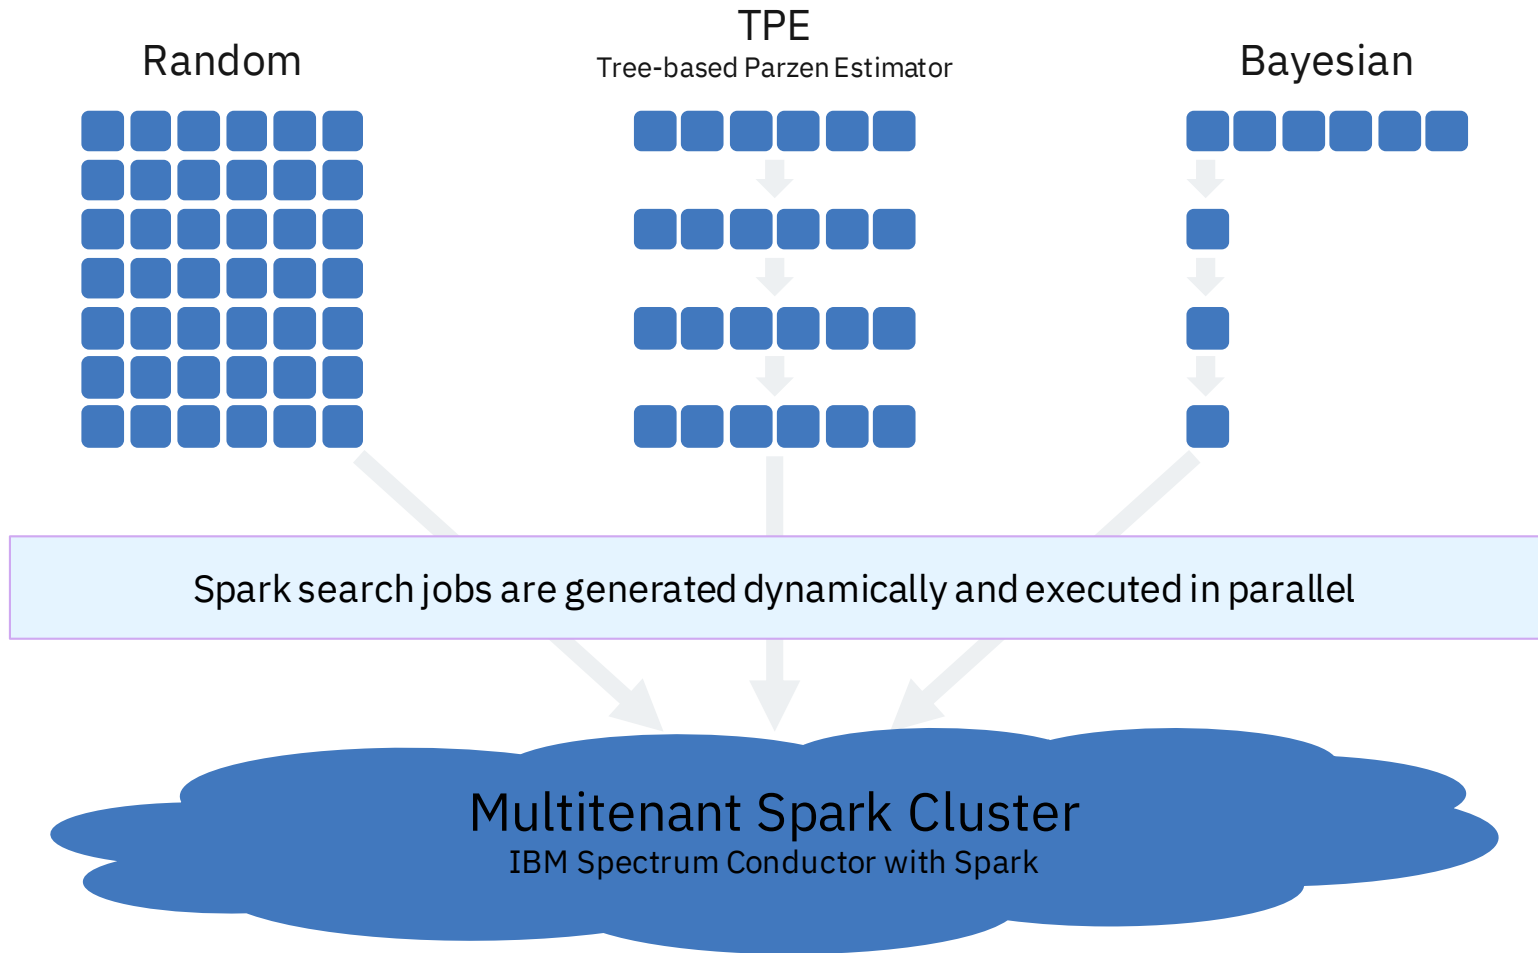 Random
TPE
Tree-based Parzen Estimator
Bayesian
Spark search jobs are generated dynamically and executed in parallel
Multitenant Spark Cluster
IBM Spectrum Conductor with Spark